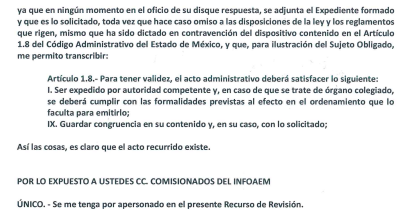 ya que en ningún momento en el oficio de su disque respuesta, se adjunta el Expediente formado
y que es lo solicitado, toda vez que hace caso omiso a las disposiciones de la ley y los reglamentos
que rigen, mismo que ha sido dictado en contravención del dispositivo contenido en el Artículo
1.8 del Código Administrativo del Estado de México, y que, para ilustración del Sujeto Obligado,
me permito transcribir:
Artículo 1.8.- Para tener validez, el acto administrativo deberá satisfacer lo siguiente:
I. Ser expedido por autoridad competente y, en caso de que se trate de órgano colegiado,
se deberá cumplir con las formalidades previstas al efecto en el ordenamiento que lo
faculta para emitirlo;
IX. Guardar congruencia en su contenido y, en su caso, con lo solicitado;
Así las cosas, es claro que el acto recurrido existe.
POR LO EXPUESTO A USTEDES CC. COMISIONADOS DEL INFOAEM
ÚNICO. - Se me tenga por apersonado en el presente Recurso de Revisión.